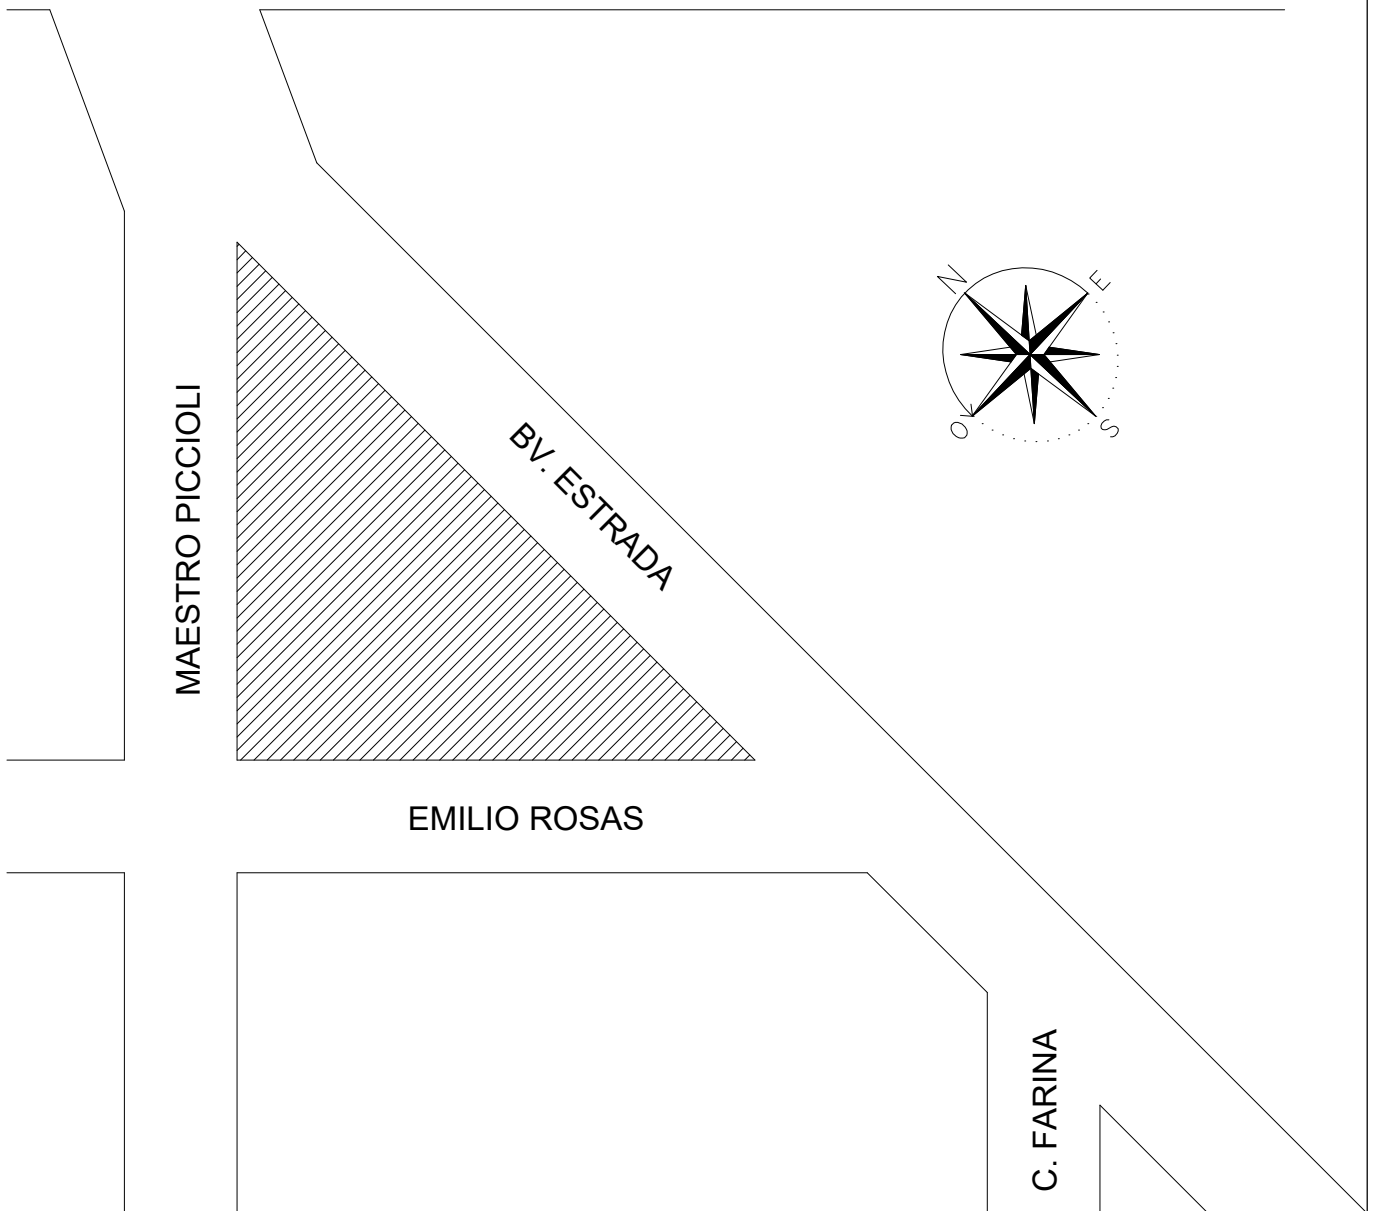 N
E
O
S
MAESTRO PICCIOLI
BV. ESTRADA
EMILIO ROSAS
C. FARINA